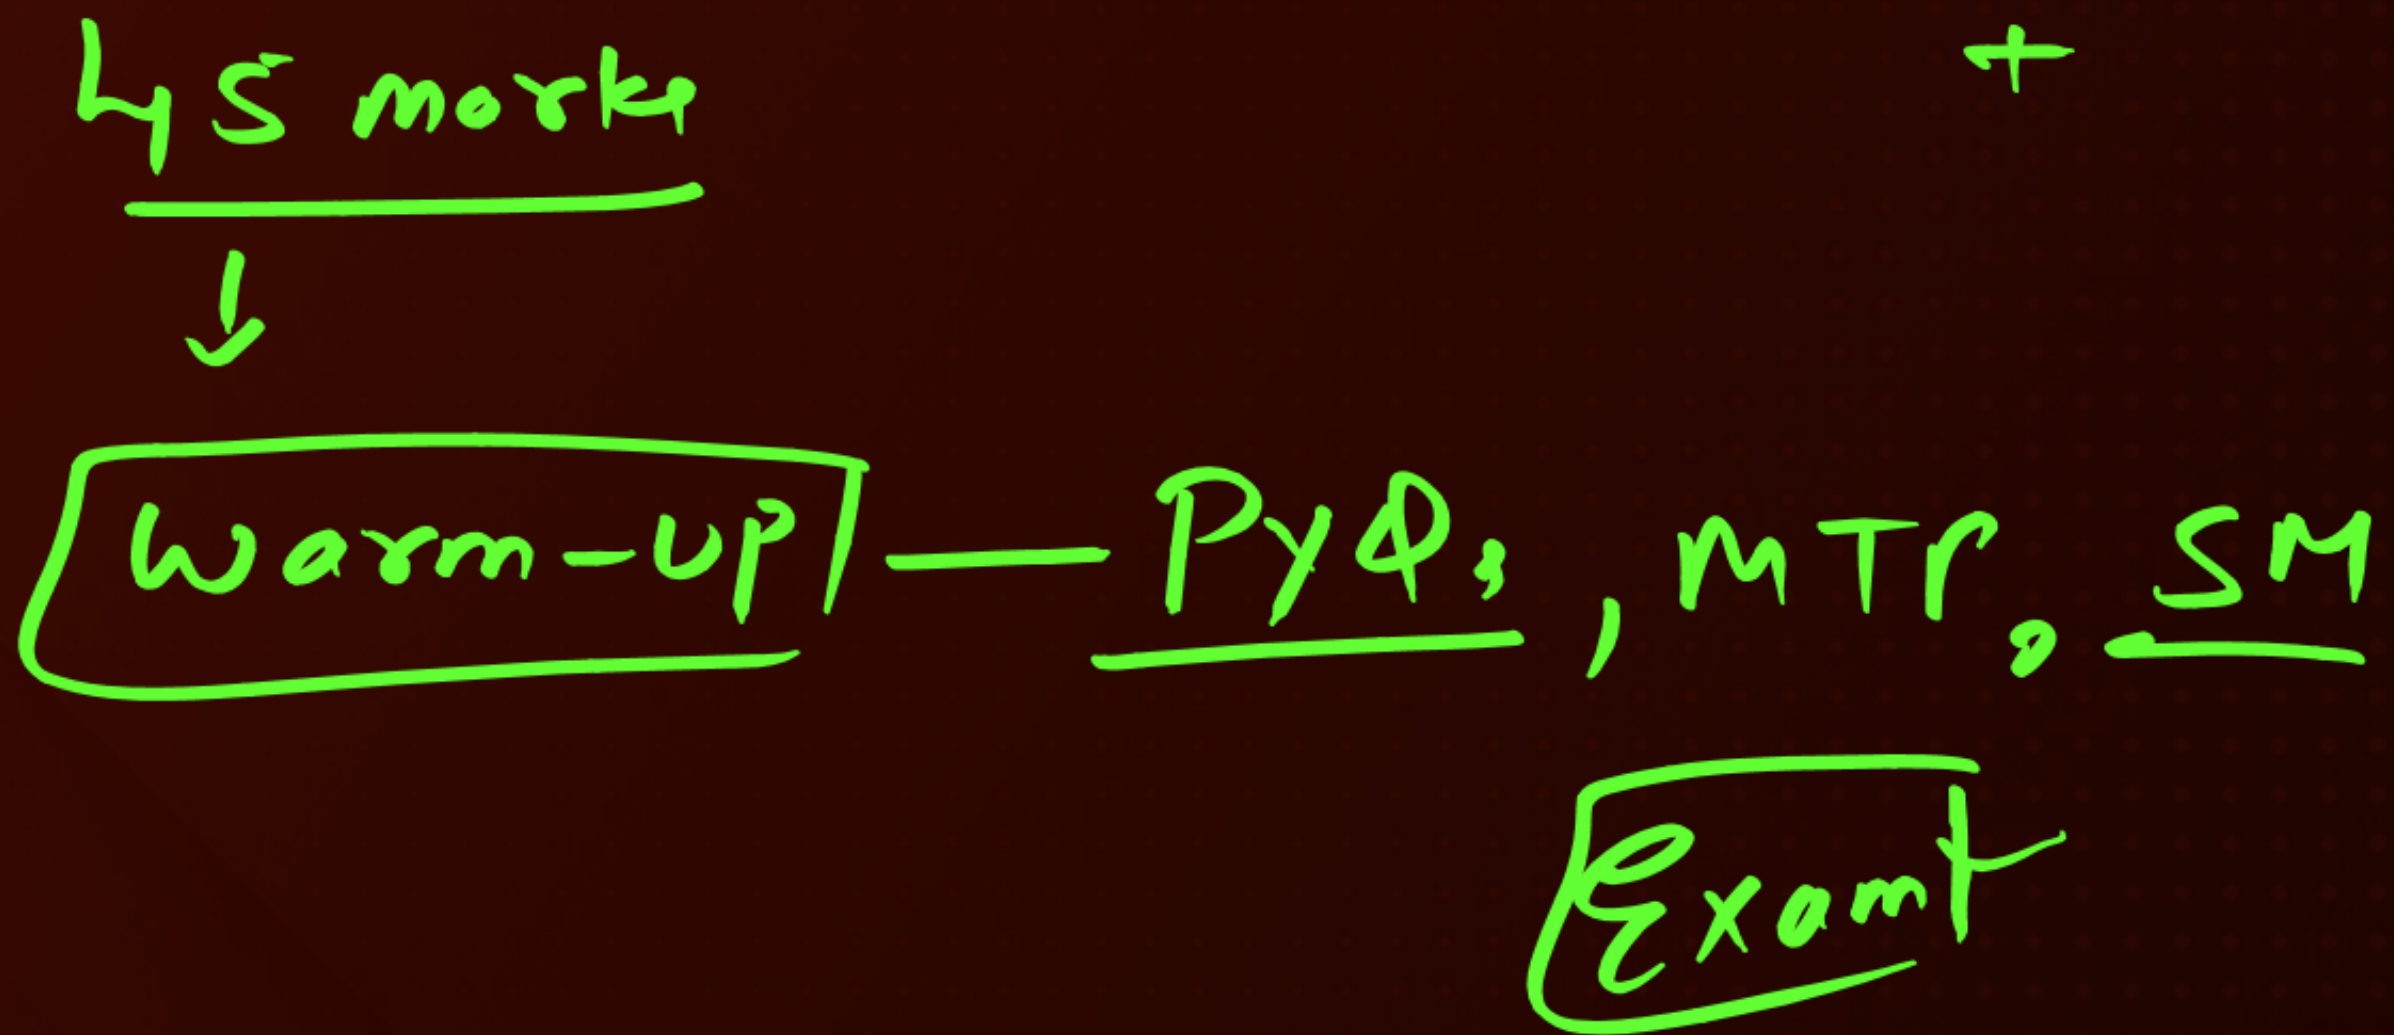 45 marks
+
Warm-up — PYQs, MTP, SM
Exam